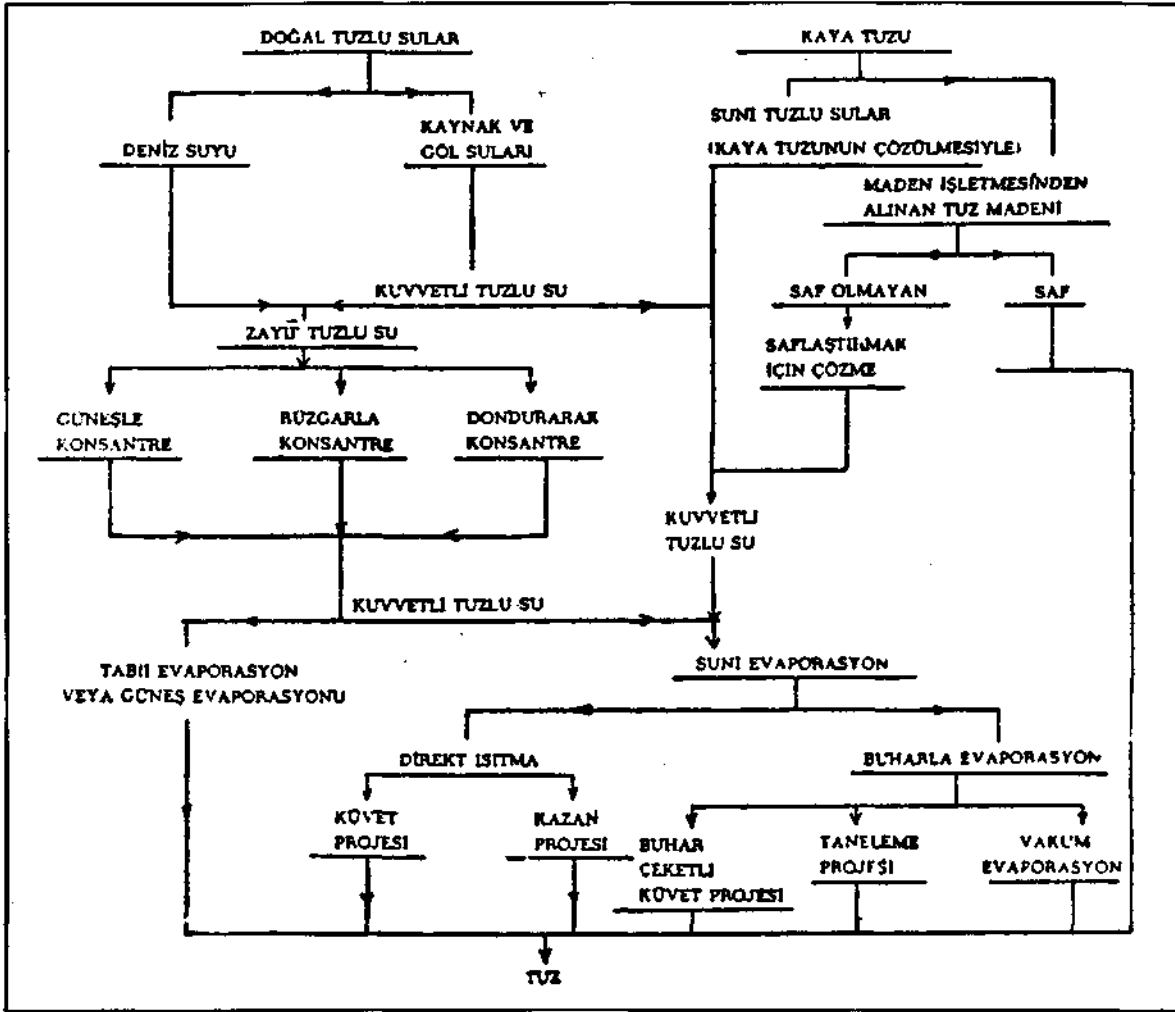 DOĞAL TUZLU SULAR
KAYA TUZU
DENİZ SUYU
KAYNAK VE
GÖL SULARI
SUNİ TUZLU SULAR
(KAYA TUZUNUN ÇÖZÜLMESİYLE)
MADEN İŞLETMESİNDEN
ALINAN TUZ MADENİ
KUVVETLİ TUZLU SU
SAF OLMAYAN
SAF
ZAYIF TUZLU SU
SAFLAŞTIRMAK
İÇİN ÇÖZME
GÜNEŞLE
KONSANTRE
RÜZGARLA
KONSANTRE
DONDURARAK
KONSANTRE
KUVVETLİ
TUZLU SU
KUVVETLİ TUZLU SU
TABII EVAPORASYON
VEYA GÜNEŞ EVAPORASYONU
SUNİ EVAPORASYON
DİREKT ISITMA
BUHARLA EVAPORASYON
KÜVET
PROJESİ
KAZAN
PROJESİ
BUHAR
CEKETLİ
KÜVET PROJESİ
TANELEME
PROJESİ
VAKUM
EVAPORASYON
TUZ